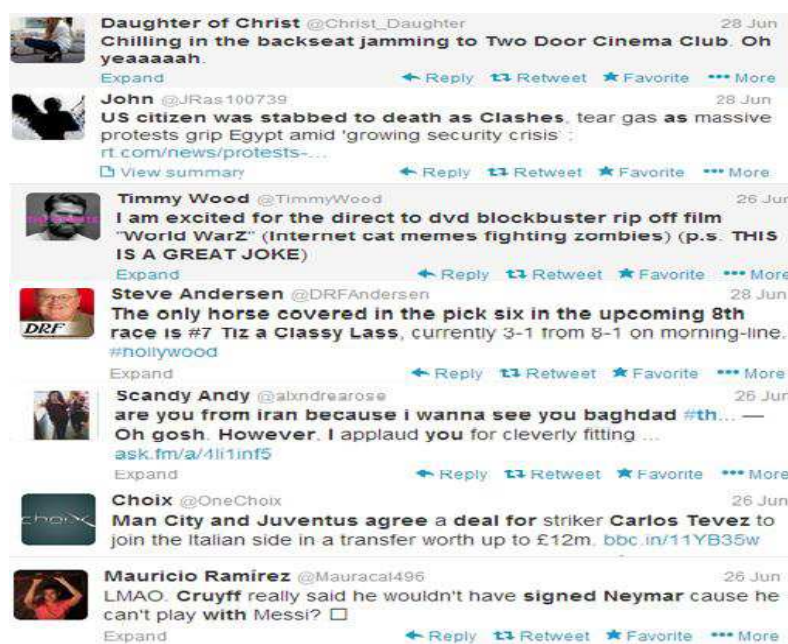 Daughter of Christ @Christ_Daughter 28 Jun
Chilling in the backseat jamming to Two Door Cinema Club. Oh
yeaaaaah.
Expand Reply Retweet Favorite More
John @JRas100739 28 Jun
US citizen was stabbed to death as Clashes, tear gas as massive
protests grip Egypt amid 'growing security crisis' :
rt.com/news/protests-...
View summary Reply Retweet Favorite More
Timmy Wood @TimmyWood 26 Jun
I am excited for the direct to dvd blockbuster rip off film
"World WarZ" (Internet cat memes fighting zombies) (p.s. THIS
IS A GREAT JOKE)
Expand Reply Retweet Favorite More
Steve Andersen @DRFAndersen 28 Jun
The only horse covered in the pick six in the upcoming 8th
race is #7 Tiz a Classy Lass, currently 3-1 from 8-1 on morning-line.
DRF
#hollywood
Expand Reply Retweet Favorite More
Scandy Andy @alxndrearose 26 Jur
are you from iran because i wanna see you baghdad #th... —
Oh gosh. However, I applaud you for cleverly fitting ...
ask.fm/a/4li1inf5
Expand Reply Retweet Favorite More
Choix @OneChoix 26 Jun
choix
Man City and Juventus agree a deal for striker Carlos Tevez to
join the Italian side in a transfer worth up to £12m. bbc.in/11YB35w
Mauricio Ramírez @Mauracal496 26 Jun
LMAO. Cruyff really said he wouldn't have signed Neymar cause he
can't play with Messi?
Expand Reply Retweet Favorite More